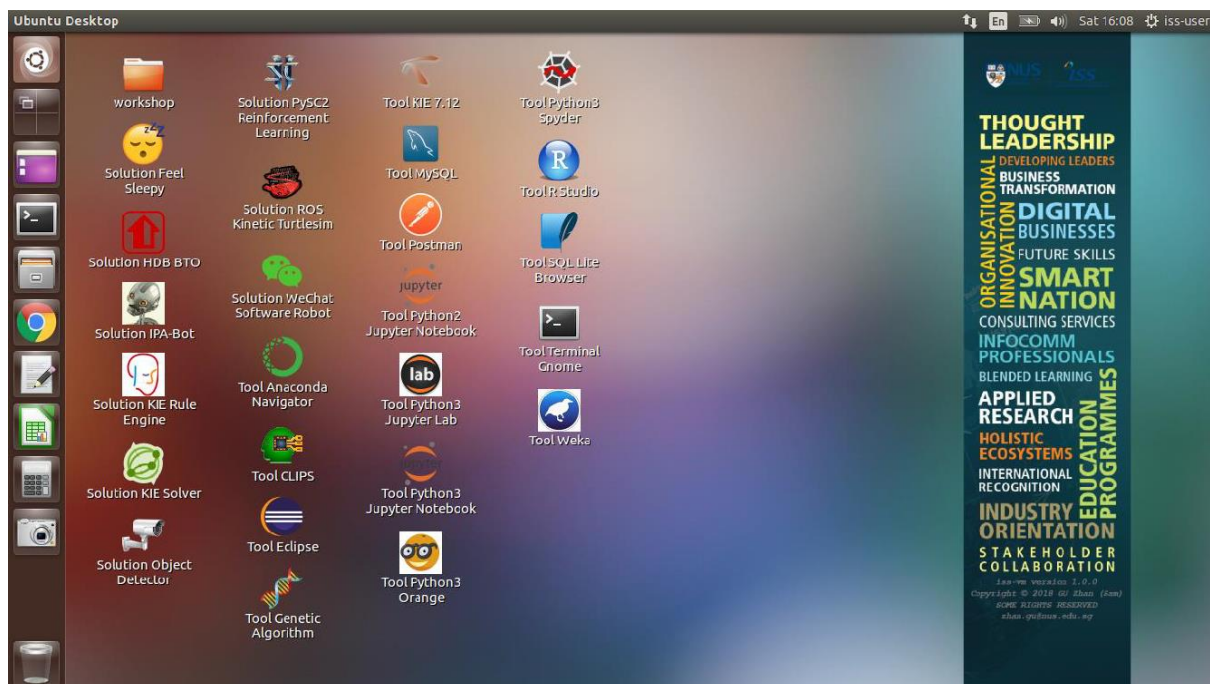 Ubuntu Desktop
En
Sat 16:08
iss-user
workshop
Solution Feel
Sleepy
Solution HDB BTO
Solution IPA-Bot
Solution KIE Rule
Engine
Solution KIE Solver
Solution Object
Detector
Solution PySC2
Reinforcement
Learning
Solution ROS
Kinetic Turtlesim
Solution WeChat
Software Robot
Tool Anaconda
Navigator
Tool CLIPS
Tool Eclipse
Tool Genetic
Algorithm
Tool KIE 7.12
Tool MySQL
Tool Postman
jupyter
Tool Python2
Jupyter Notebook
lab
Tool Python3
Jupyter Lab
jupyter
Tool Python3
Jupyter Notebook
Tool Python3
Orange
Tool Python3
Spyder
R
Tool R Studio
Tool SQL Lite
Browser
Tool Terminal
Gnome
Tool Weka
NUS
iss
THOUGHT
LEADERSHIP
DEVELOPING LEADERS
BUSINESS
TRANSFORMATION
ORGANISATIONAL
INNOVATION
DIGITAL
BUSINESSES
FUTURE SKILLS
SMART
NATION
CONSULTING SERVICES
INFOCOMM
PROFESSIONALS
BLENDED LEARNING
APPLIED
RESEARCH
HOLISTIC
ECOSYSTEMS
EDUCATION
PROGRAMMES
INTERNATIONAL
RECOGNITION
INDUSTRY
ORIENTATION
STAKEHOLDER
COLLABORATION
iss-vm version 1.0.0
Copyright © 2018 GU Zhan (Sam)
SOME RIGHTS RESERVED
zhan.gu@nus.edu.sg